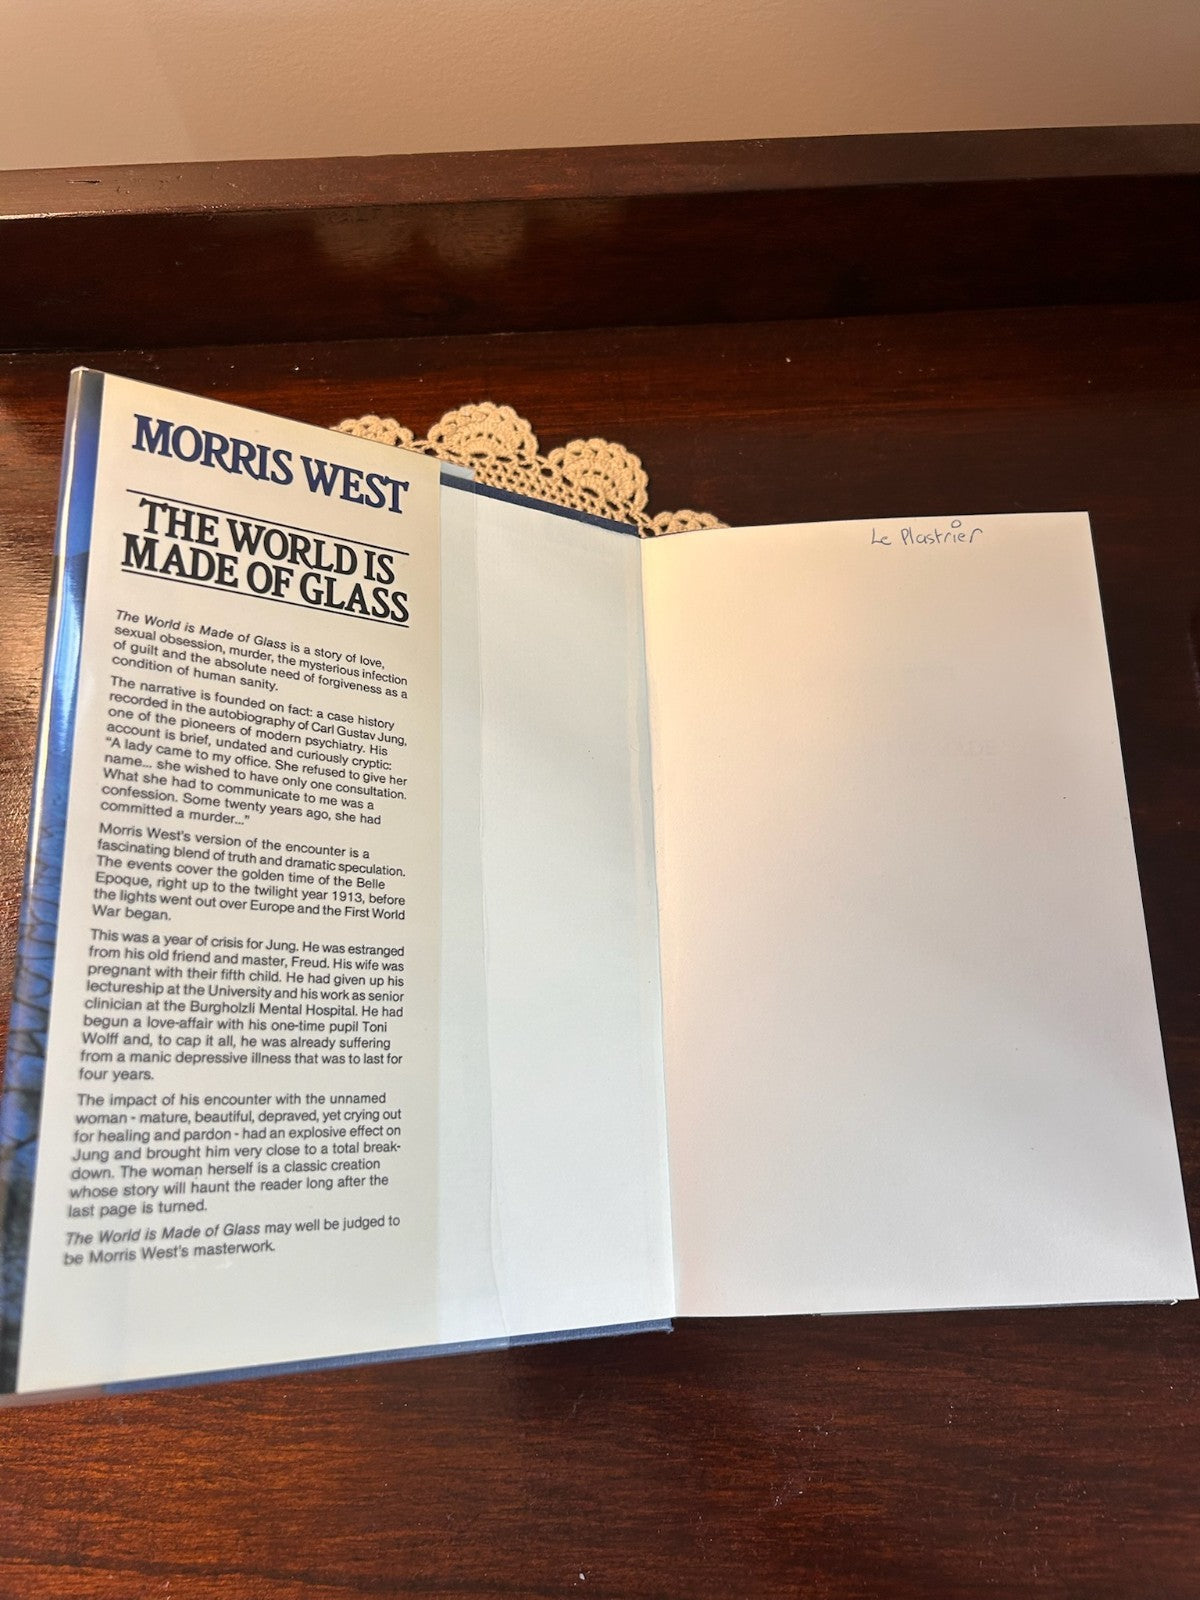 MORRIS WEST
THE WORLD IS
MADE OF GLASS
The World is Made of Glass is a story of love,
sexual obsession, murder, the mysterious infection
of guilt and the absolute need of forgiveness as a
condition of human sanity.
The narrative is founded on fact: a case history
recorded in the autobiography of Carl Gustav Jung,
one of the pioneers of modern psychiatry. His
account is brief, undated and curiously cryptic:
"A lady came to my office. She refused to give her
name... she wished to have only one consultation.
What she had to communicate to me was a
confession. Some twenty years ago, she had
committed a murder..."
Morris West's version of the encounter is a
fascinating blend of truth and dramatic speculation.
The events cover the golden time of the Belle
Epoque, right up to the twilight year 1913, before
the lights went out over Europe and the First World
War began.
This was a year of crisis for Jung. He was estranged
from his old friend and master, Freud. His wife was
pregnant with their fifth child. He had given up his
lectureship at the University and his work as senior
clinician at the Burgholzli Mental Hospital. He had
begun a love-affair with his one-time pupil Toni
Wolff and, to cap it all, he was already suffering
from a manic depressive illness that was to last for
four years.
The impact of his encounter with the unnamed
woman - mature, beautiful, depraved, yet crying out
for healing and pardon - had an explosive effect on
Jung and brought him very close to a total break-
down. The woman herself is a classic creation
whose story will haunt the reader long after the
last page is turned.
The World is Made of Glass may well be judged to
be Morris West's masterwork.
Le Plastrier